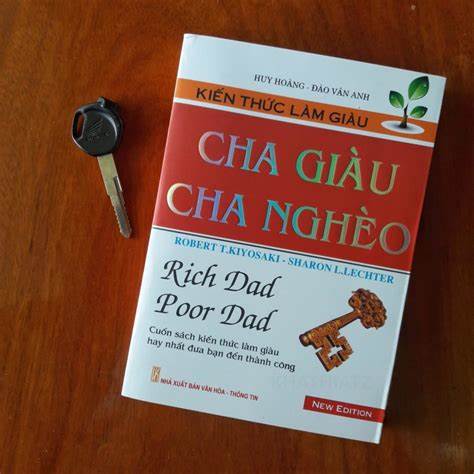 HUY HOÀNG - ĐÀO VÂN ANH
KIẾN THỨC LÀM GIÀU
CHA GIÀU
CHA NGHÈO
ROBERT T.KIYOSAKI - SHARON L.LECHTER
Rich Dad
Poor Dad
Cuốn sách kiến thức làm giàu
hay nhất đưa bạn đến thành công
NHÀ XUẤT BẢN VĂN HÓA - THÔNG TIN
NEW EDITION